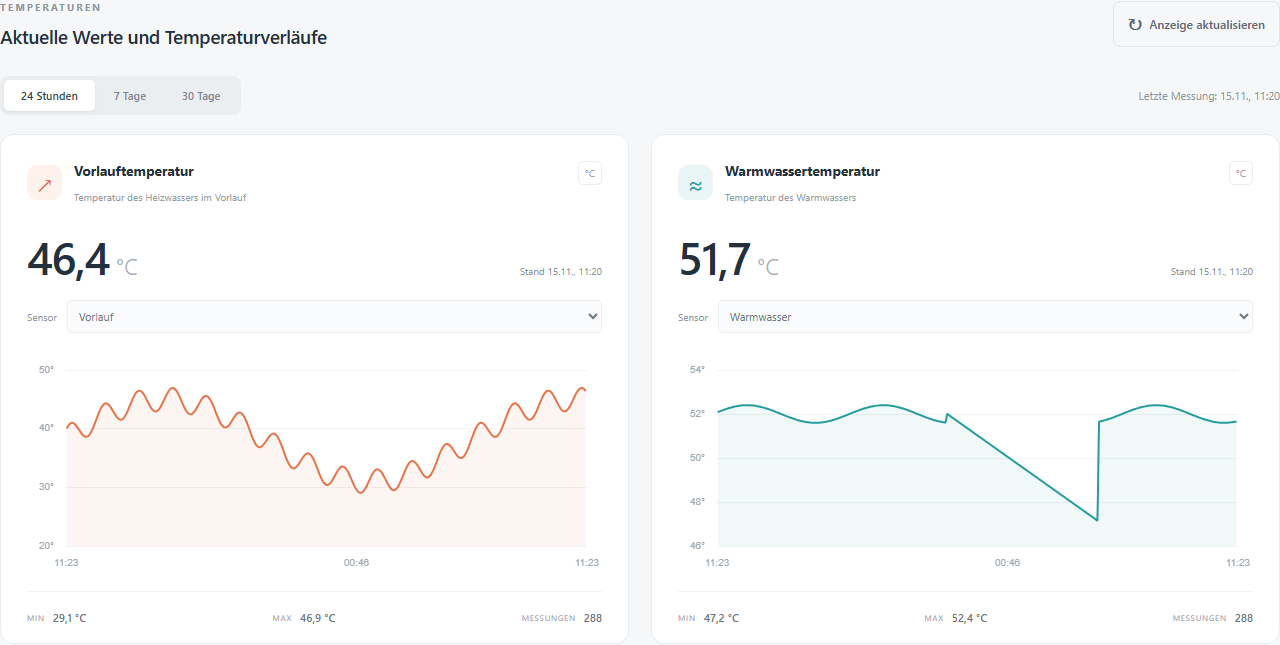 TEMPERATUREN
Aktuelle Werte und Temperaturverläufe
↻ Anzeige aktualisieren
24 Stunden 7 Tage 30 Tage
Letzte Messung: 15.11., 11:20
Vorlauftemperatur
°C
Temperatur des Heizwassers im Vorlauf
46,4 °C
Stand 15.11., 11:20
Sensor Vorlauf
50°
40°
30°
20°
11:23 00:46 11:23
MIN 29,1 °C MAX 46,9 °C MESSUNGEN 288
Warmwassertemperatur
°C
Temperatur des Warmwassers
51,7 °C
Stand 15.11., 11:20
Sensor Warmwasser
54°
52°
50°
48°
46°
11:23 00:46 11:23
MIN 47,2 °C MAX 52,4 °C MESSUNGEN 288